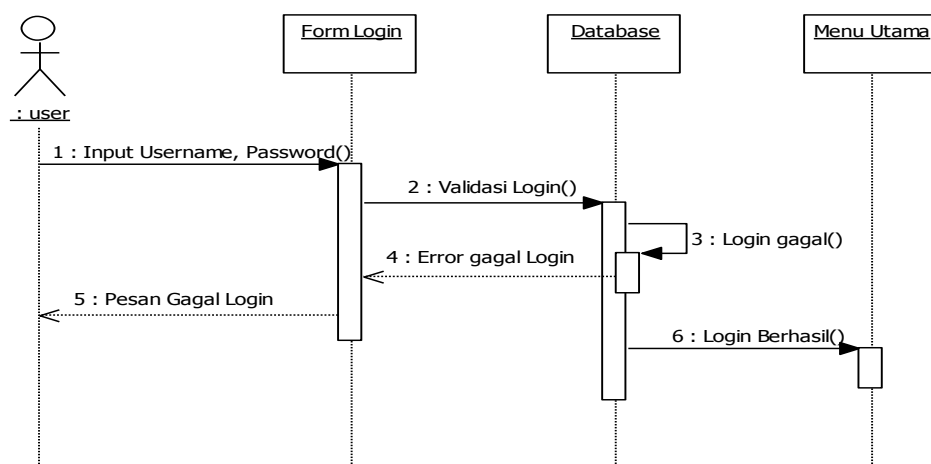 Form Login
Database
Menu Utama
: user
1 : Input Username, Password()
2 : Validasi Login()
3 : Login gagal()
4 : Error gagal Login
5 : Pesan Gagal Login
6 : Login Berhasil()